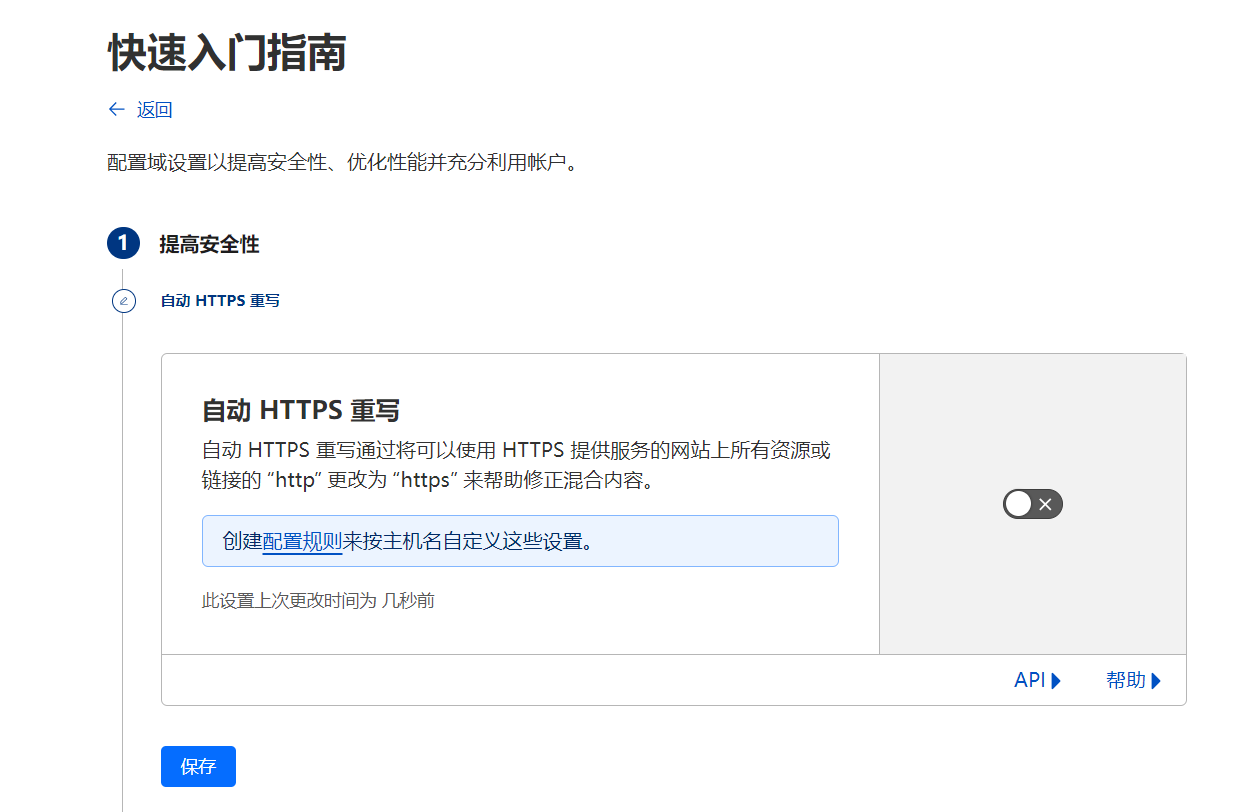 快速入门指南
← 返回
配置域设置以提高安全性、优化性能并充分利用帐户。
1 提高安全性
自动 HTTPS 重写
自动 HTTPS 重写
自动 HTTPS 重写通过将可以使用 HTTPS 提供服务的网站上所有资源或
链接的 “http” 更改为 “https” 来帮助修正混合内容。
创建配置规则来按主机名自定义这些设置。
此设置上次更改时间为 几秒前
API 帮助
保存